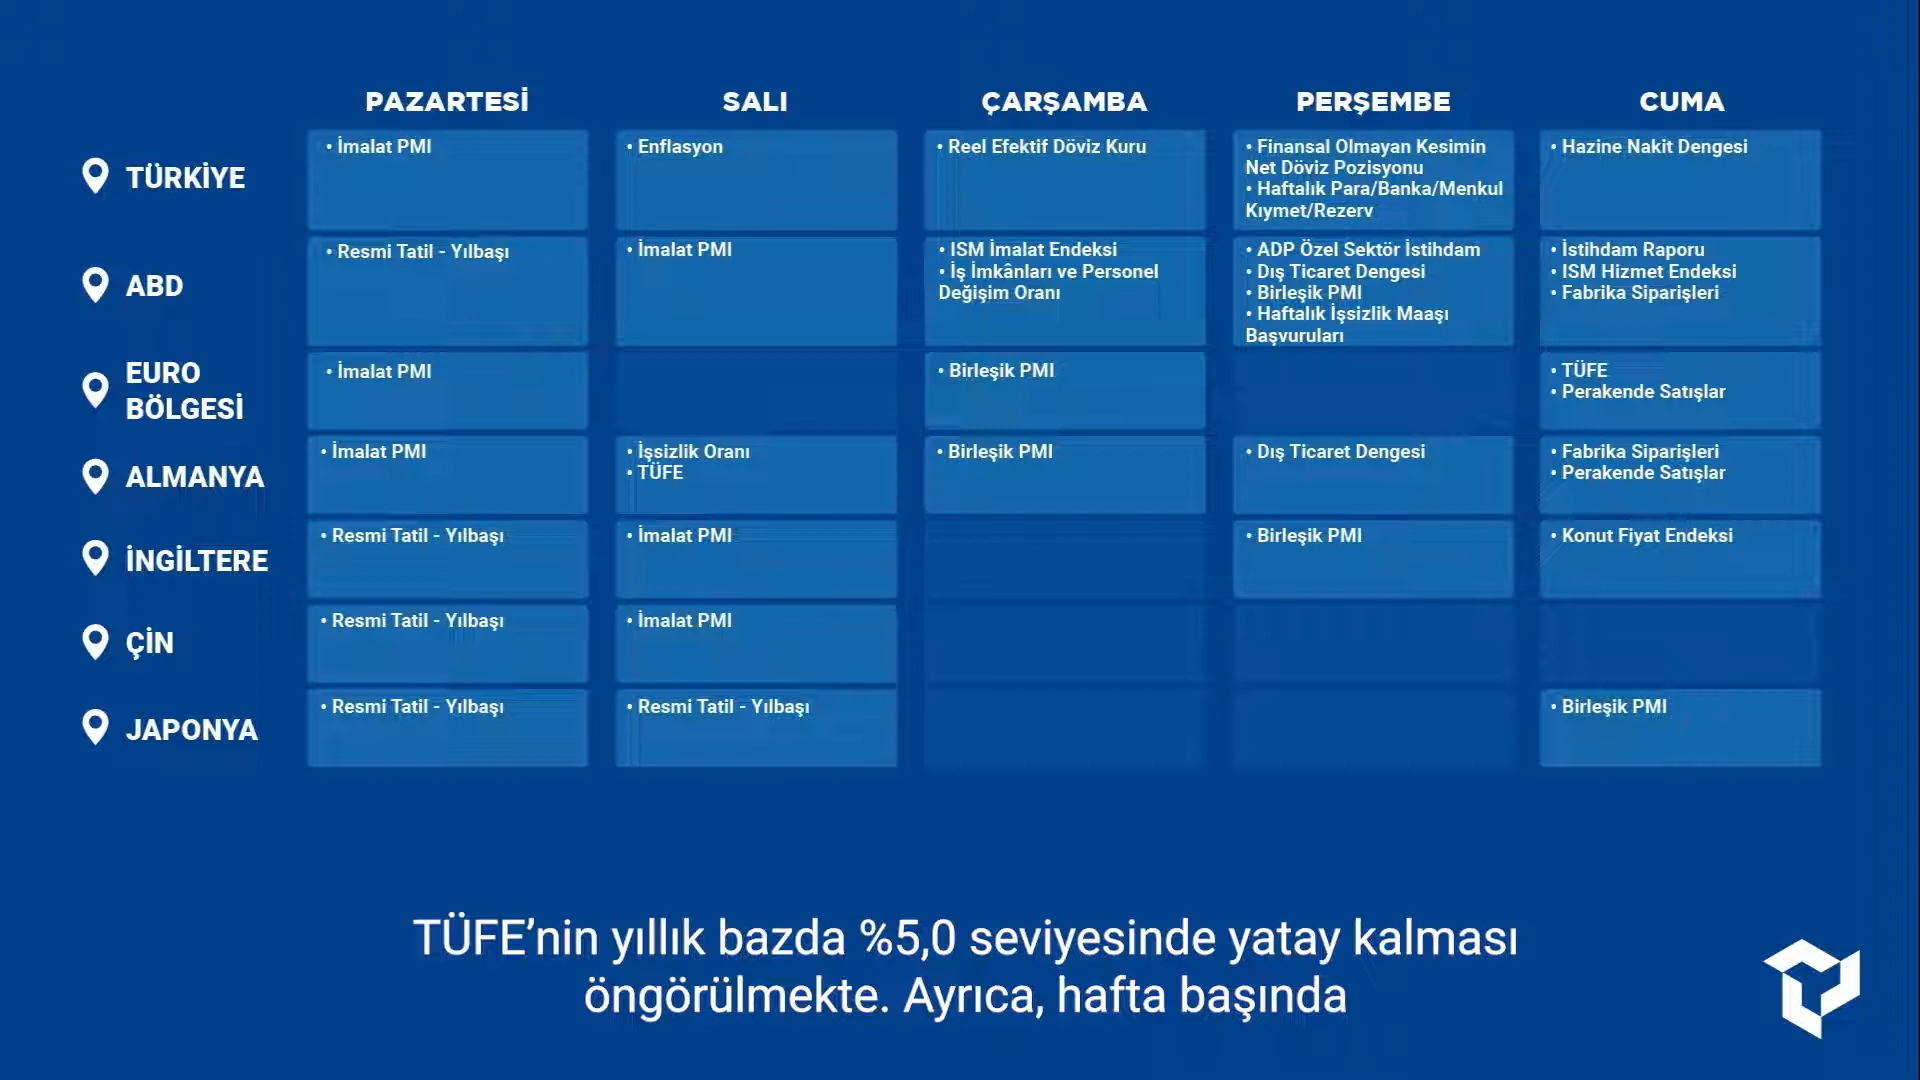 PAZARTESİ SALI ÇARŞAMBA PERŞEMBE CUMA
TÜRKİYE
• İmalat PMI
• Enflasyon
• Reel Efektif Döviz Kuru
• Finansal Olmayan Kesimin
Net Döviz Pozisyonu
• Haftalık Para/Banka/Menkul
Kıymet/Rezerv
• Hazine Nakit Dengesi
ABD
• Resmi Tatil - Yılbaşı
• İmalat PMI
• ISM İmalat Endeksi
• İş İmkânları ve Personel
Değişim Oranı
• ADP Özel Sektör İstihdam
• Dış Ticaret Dengesi
• Birleşik PMI
• Haftalık İşsizlik Maaşı
Başvuruları
• İstihdam Raporu
• ISM Hizmet Endeksi
• Fabrika Siparişleri
EURO
BÖLGESİ
• İmalat PMI
• Birleşik PMI
• TÜFE
• Perakende Satışlar
ALMANYA
• İmalat PMI
• İşsizlik Oranı
• TÜFE
• Birleşik PMI
• Dış Ticaret Dengesi
• Fabrika Siparişleri
• Perakende Satışlar
İNGİLTERE
• Resmi Tatil - Yılbaşı
• İmalat PMI
• Birleşik PMI
• Konut Fiyat Endeksi
ÇİN
• Resmi Tatil - Yılbaşı
• İmalat PMI
JAPONYA
• Resmi Tatil - Yılbaşı
• Resmi Tatil - Yılbaşı
• Birleşik PMI
TÜFE’nin yıllık bazda %5,0 seviyesinde yatay kalması
öngörülmekte. Ayrıca, hafta başında